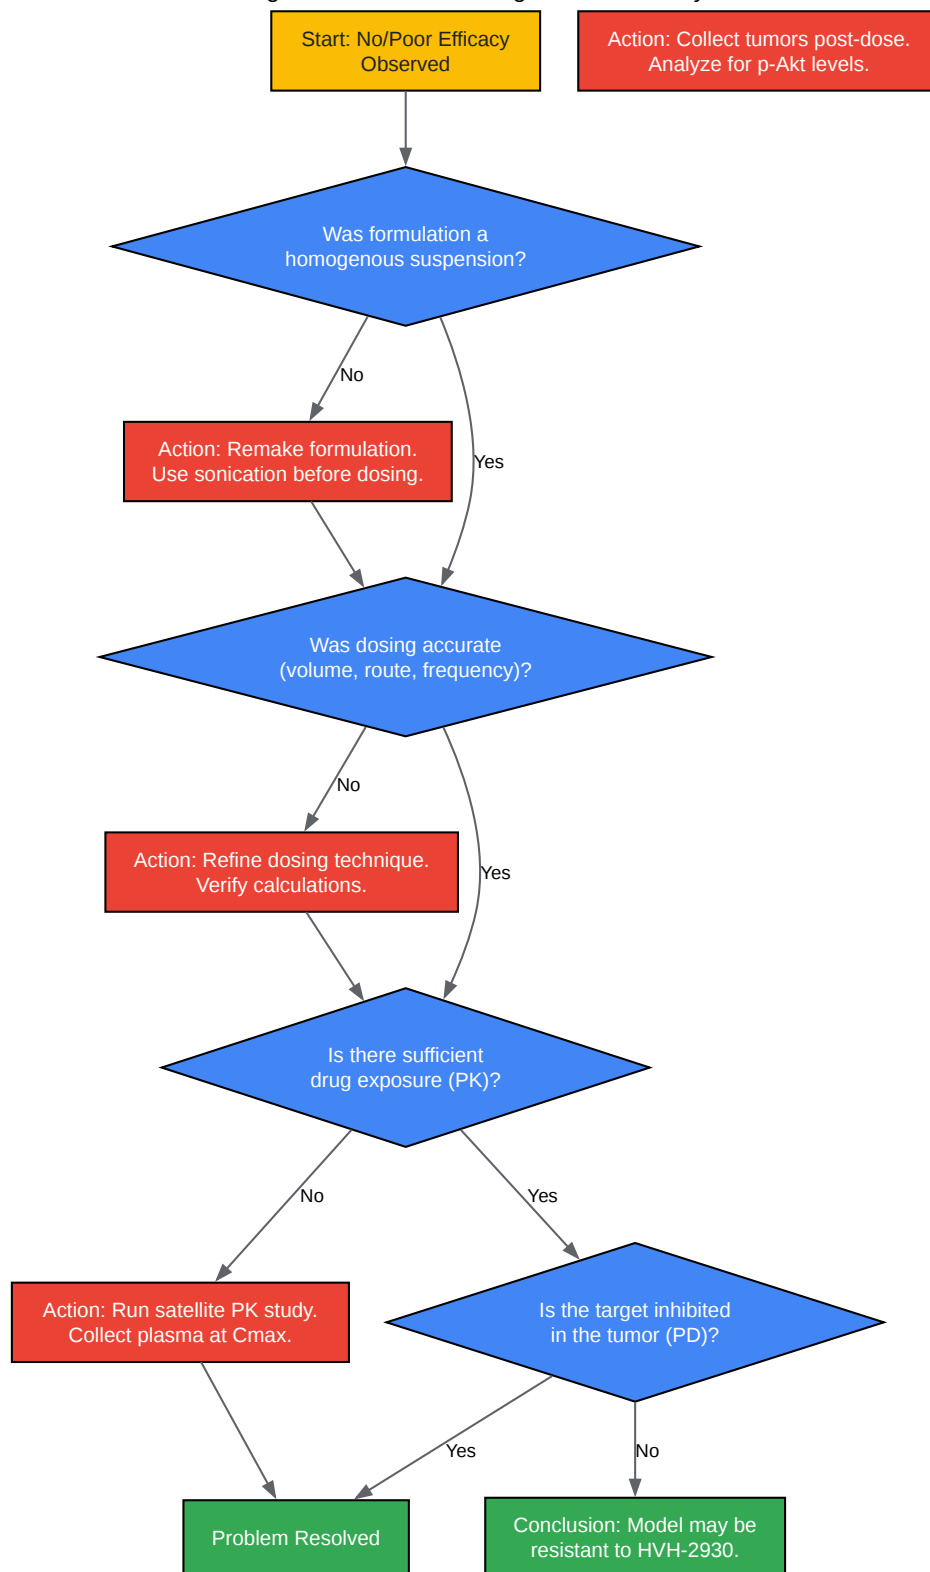 Start: No/Poor Efficacy
Observed
Action: Collect tumors post-dose.
Analyze for p-Akt levels.
Was formulation a
homogenous suspension?
No
Yes
Action: Remake formulation.
Use sonication before dosing.
Was dosing accurate
(volume, route, frequency)?
No
Yes
Action: Refine dosing technique.
Verify calculations.
Is there sufficient
drug exposure (PK)?
No
Yes
Action: Run satellite PK study.
Collect plasma at Cmax.
Is the target inhibited
in the tumor (PD)?
Yes
No
Problem Resolved
Conclusion: Model may be
resistant to HVH-2930.